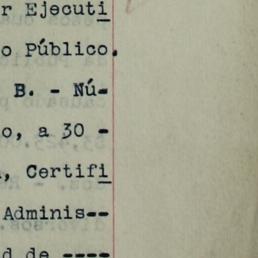 r Ejecuti
o Público.
B. - Nú-
o, a 30 -
, Certifi
Adminis--
d de ----